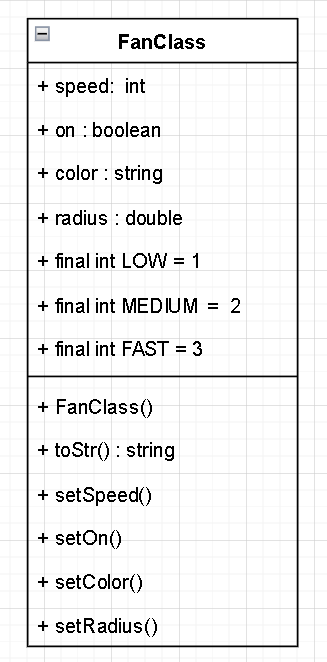 FanClass
+ speed: int
+ on : boolean
+ color : string
+ radius : double
+ final int LOW = 1
+ final int MEDIUM = 2
+ final int FAST = 3
+ FanClass()
+ toStr() : string
+ setSpeed()
+ setOn()
+ setColor()
+ setRadius()